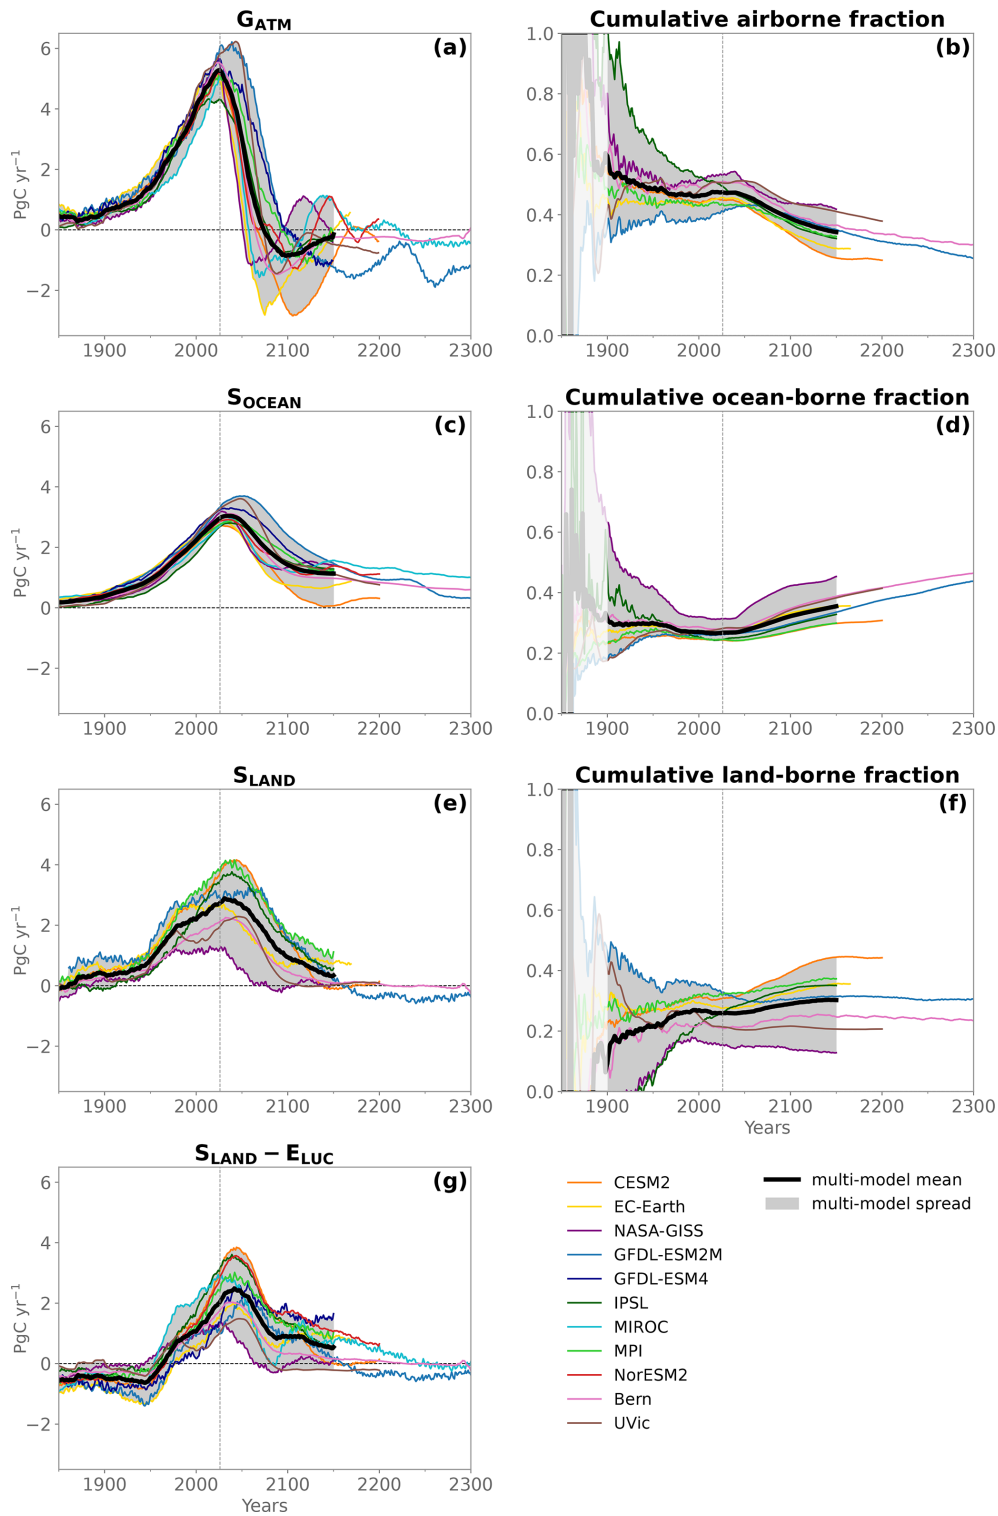 G_ATM
(a)
PgC yr⁻¹
6
4
2
0
−2
1900 2000 2100 2200 2300
Cumulative airborne fraction
(b)
1.0
0.8
0.6
0.4
0.2
0.0
1900 2000 2100 2200 2300
S_OCEAN
(c)
PgC yr⁻¹
6
4
2
0
−2
1900 2000 2100 2200 2300
Cumulative ocean-borne fraction
(d)
1.0
0.8
0.6
0.4
0.2
0.0
1900 2000 2100 2200 2300
S_LAND
(e)
PgC yr⁻¹
6
4
2
0
−2
1900 2000 2100 2200 2300
Cumulative land-borne fraction
(f)
1.0
0.8
0.6
0.4
0.2
0.0
1900 2000 2100 2200 2300
Years
S_LAND − E_LUC
(g)
PgC yr⁻¹
6
4
2
0
−2
1900 2000 2100 2200 2300
Years
CESM2
EC-Earth
NASA-GISS
GFDL-ESM2M
GFDL-ESM4
IPSL
MIROC
MPI
NorESM2
Bern
UVic
multi-model mean
multi-model spread